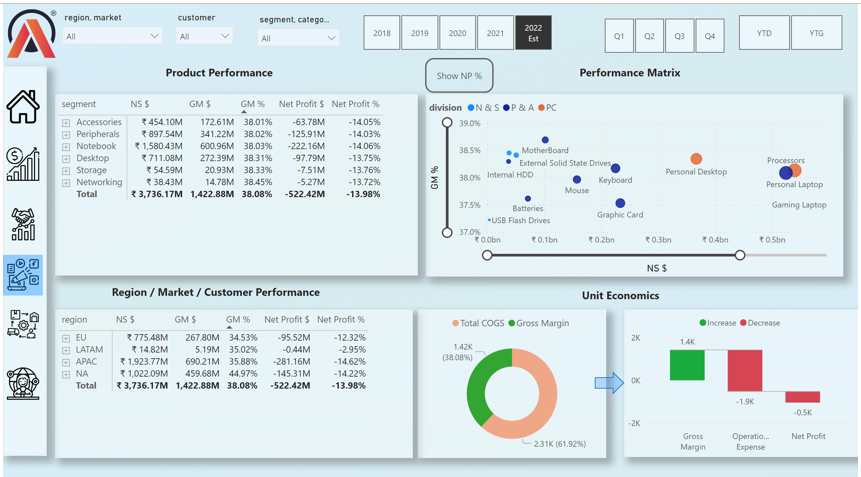 region, market
All
customer
All
segment, catego...
All
2018
2019
2020
2021
2022
Est
Q1
Q2
Q3
Q4
YTD
YTG
Product Performance
segment NS $ GM $ GM % Net Profit $ Net Profit %
Accessories ₹ 454.10M 172.61M 38.01% -63.78M -14.05%
Peripherals ₹ 897.54M 341.22M 38.02% -125.91M -14.03%
Notebook ₹ 1,580.43M 600.96M 38.03% -222.16M -14.06%
Desktop ₹ 711.08M 272.39M 38.31% -97.79M -13.75%
Storage ₹ 54.59M 20.93M 38.33% -7.51M -13.76%
Networking ₹ 38.43M 14.78M 38.45% -5.27M -13.72%
Total ₹ 3,736.17M 1,422.88M 38.08% -522.42M -13.98%
Show NP %
Performance Matrix
division N & S P & A PC
GM %
39.0%
38.5%
38.0%
37.5%
37.0%
MotherBoard
External Solid State Drives
Internal HDD
Keyboard
Mouse
Batteries
USB Flash Drives
Graphic Card
Personal Desktop
Processors
Personal Laptop
Gaming Laptop
₹ 0.0bn ₹ 0.1bn ₹ 0.2bn ₹ 0.3bn ₹ 0.4bn ₹ 0.5bn
NS $
Region / Market / Customer Performance
region NS $ GM $ GM % Net Profit $ Net Profit %
EU ₹ 775.48M 267.80M 34.53% -95.52M -12.32%
LATAM ₹ 14.82M 5.19M 35.02% -0.44M -2.95%
APAC ₹ 1,923.77M 690.21M 35.88% -281.16M -14.62%
NA ₹ 1,022.09M 459.68M 44.97% -145.31M -14.22%
Total ₹ 3,736.17M 1,422.88M 38.08% -522.42M -13.98%
Unit Economics
Total COGS Gross Margin
1.42K
(38.08%)
2.31K (61.92%)
Increase Decrease
2K
0K
-2K
1.4K
-1.9K
-0.5K
Gross
Margin
Operatio...
Expense
Net Profit